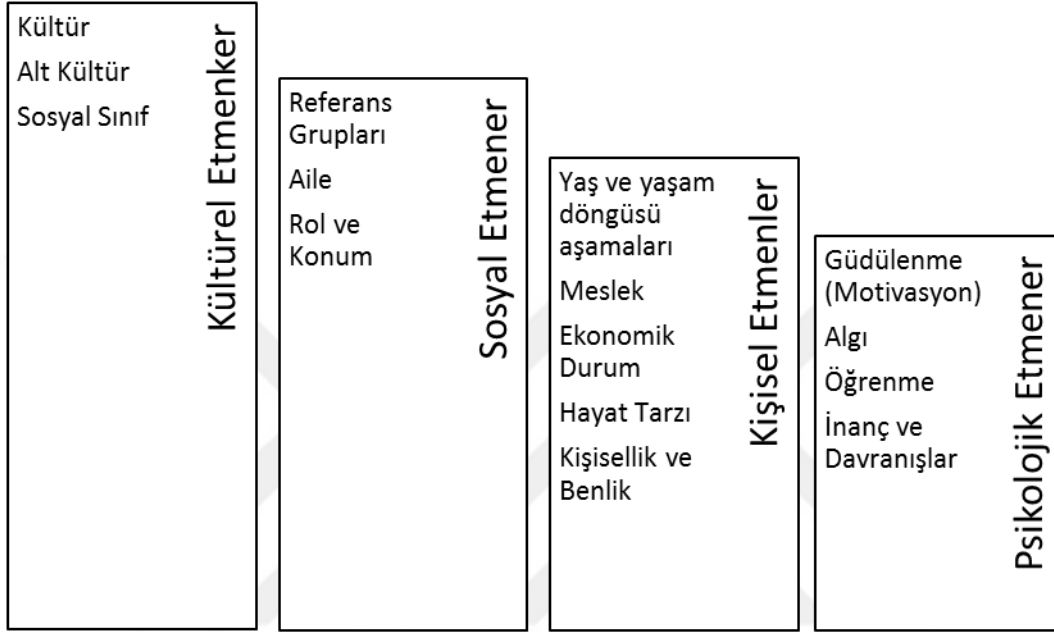 Kültür
Alt Kültür
Sosyal Sınıf
Kültürel Etmenker
Referans
Grupları
Aile
Rol ve
Konum
Sosyal Etmener
Yaş ve yaşam
döngüsü
aşamaları
Meslek
Ekonomik
Durum
Hayat Tarzı
Kişisellik ve
Benlik
Kişisel Etmenler
Güdülenme
(Motivasyon)
Algı
Öğrenme
İnanç ve
Davranışlar
Psikolojik Etmener